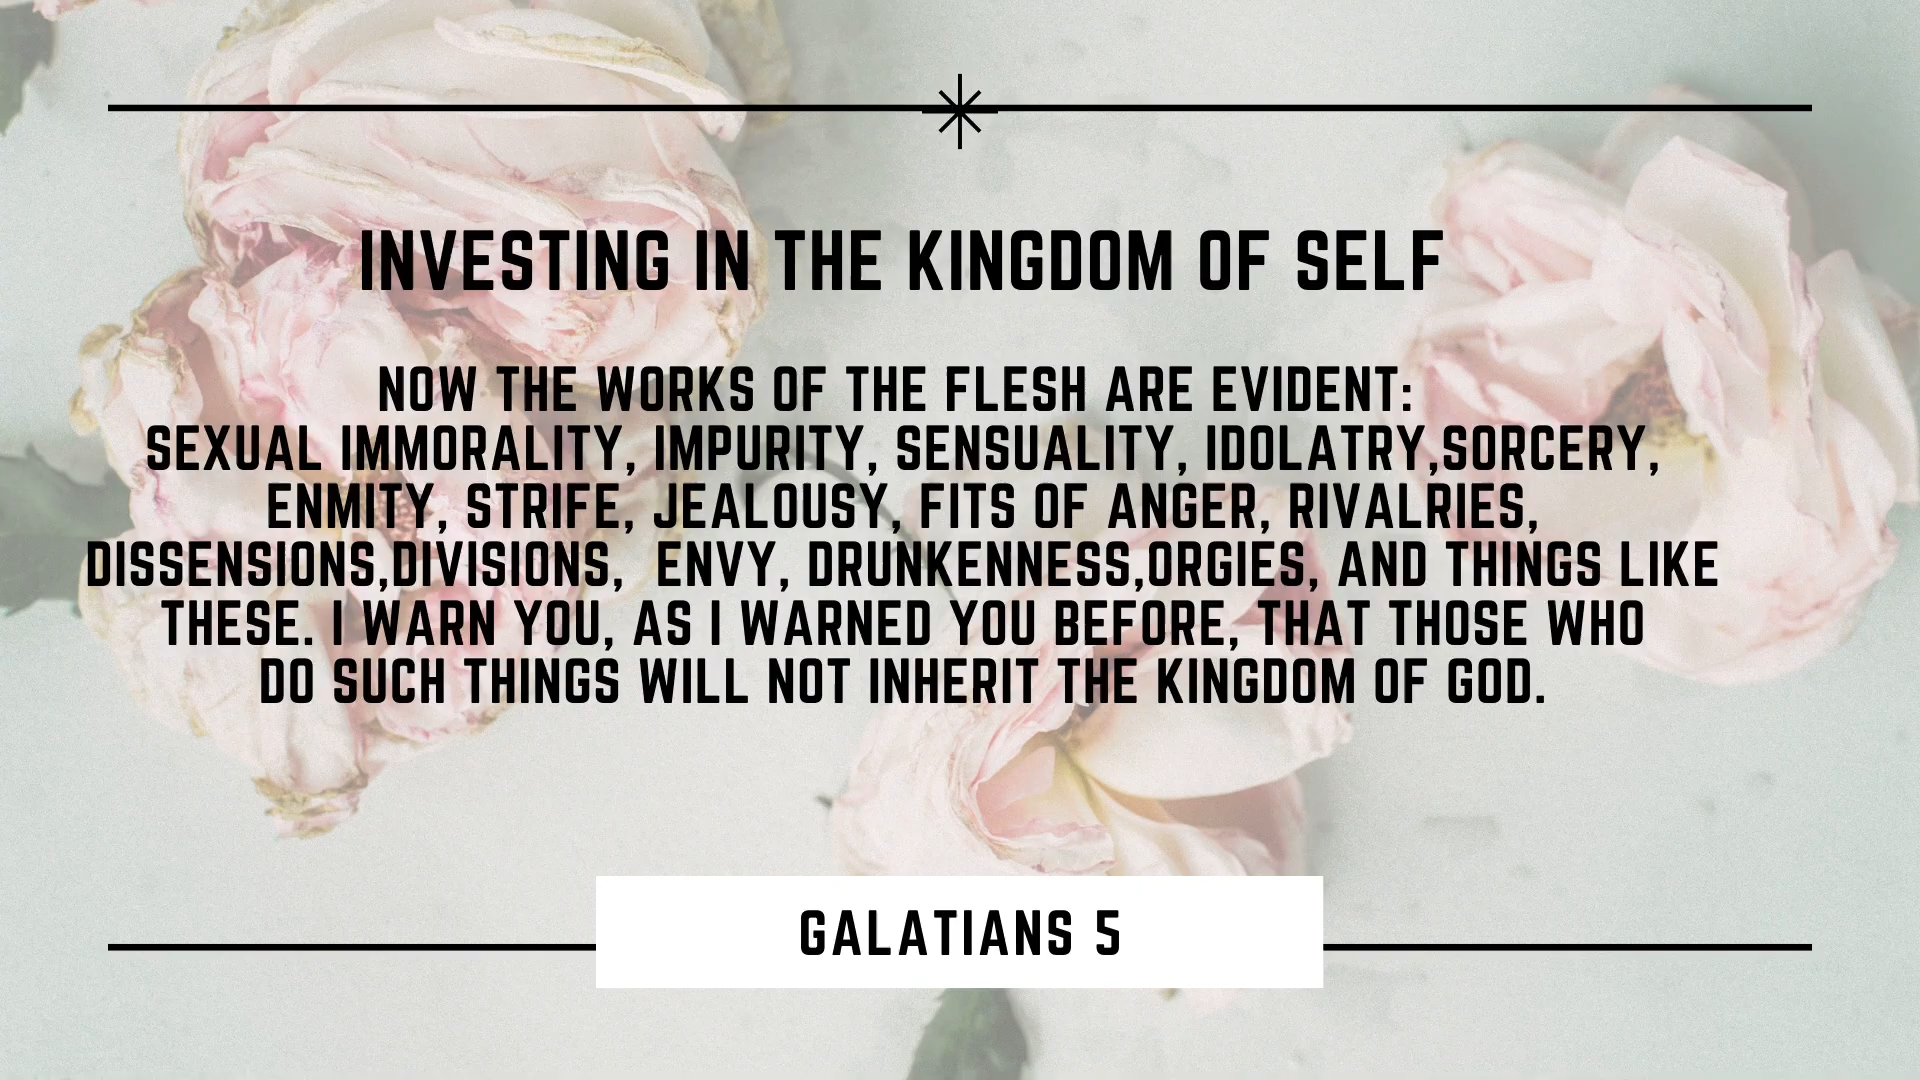 INVESTING IN THE KINGDOM OF SELF
NOW THE WORKS OF THE FLESH ARE EVIDENT:
SEXUAL IMMORALITY, IMPURITY, SENSUALITY, IDOLATRY,SORCERY,
ENMITY, STRIFE, JEALOUSY, FITS OF ANGER, RIVALRIES,
DISSENSIONS,DIVISIONS,  ENVY, DRUNKENNESS,ORGIES, AND THINGS LIKE
THESE. I WARN YOU, AS I WARNED YOU BEFORE, THAT THOSE WHO
DO SUCH THINGS WILL NOT INHERIT THE KINGDOM OF GOD.
GALATIANS 5